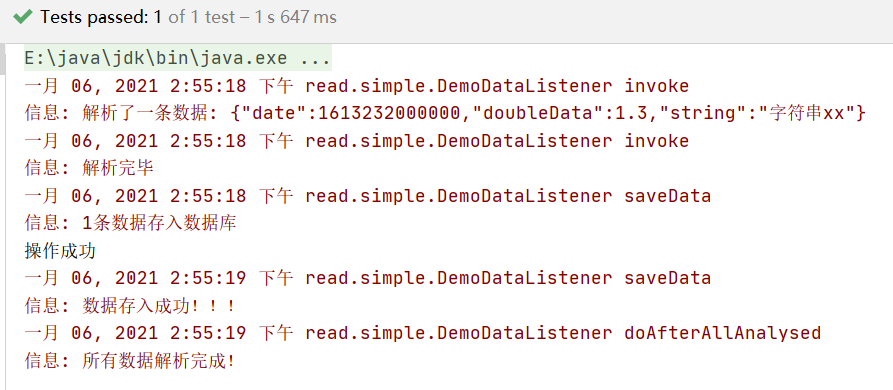 Tests passed: 1 of 1 test – 1 s 647 ms
E:\java\jdk\bin\java.exe ...
一月 06, 2021 2:55:18 下午 read.simple.DemoDataListener invoke
信息: 解析了一条数据: {"date":1613232000000,"doubleData":1.3,"string":"字符串xx"}
一月 06, 2021 2:55:18 下午 read.simple.DemoDataListener invoke
信息: 解析完毕
一月 06, 2021 2:55:18 下午 read.simple.DemoDataListener saveData
信息: 1条数据存入数据库
操作成功
一月 06, 2021 2:55:19 下午 read.simple.DemoDataListener saveData
信息: 数据存入成功！！！
一月 06, 2021 2:55:19 下午 read.simple.DemoDataListener doAfterAllAnalysed
信息: 所有数据解析完成！